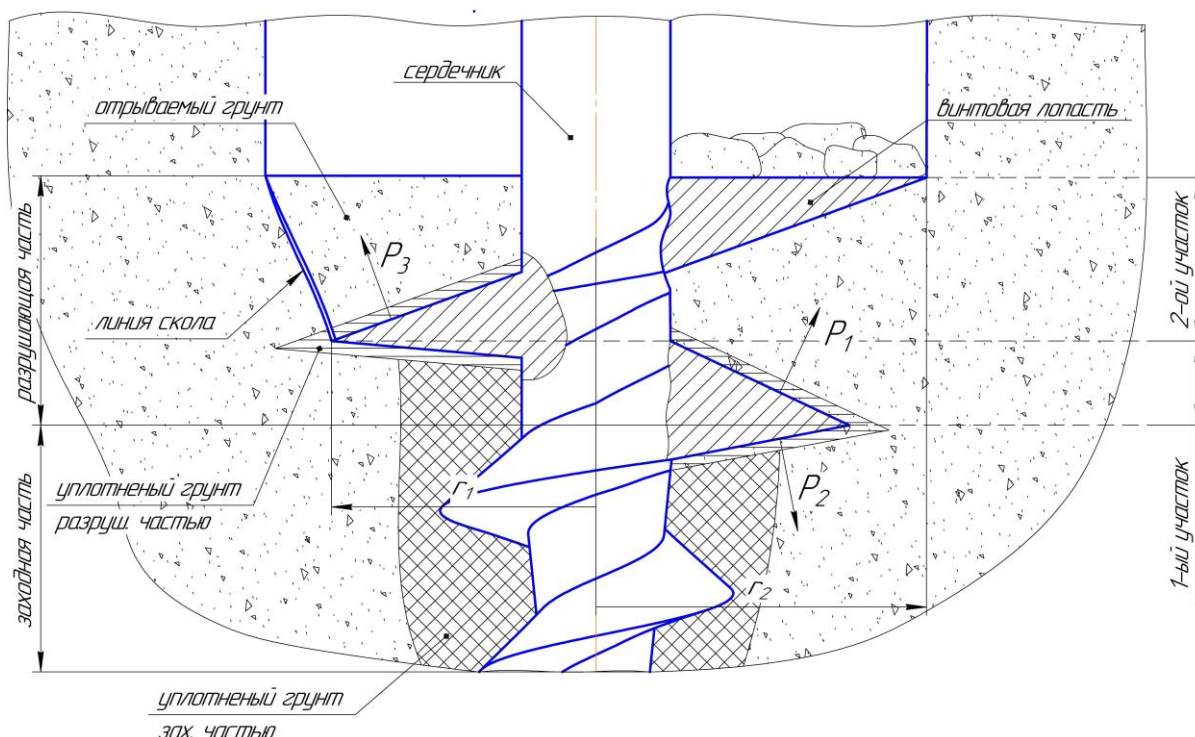 сердечник
отрываемый грунт
винтовая лопасть
разрушающая часть
P3
линия скола
P1
2-ой участок
уплотненый грунт
разруш. частью
r1
P2
заходная часть
r2
1-ый участок
уплотненый грунт
зах. частью